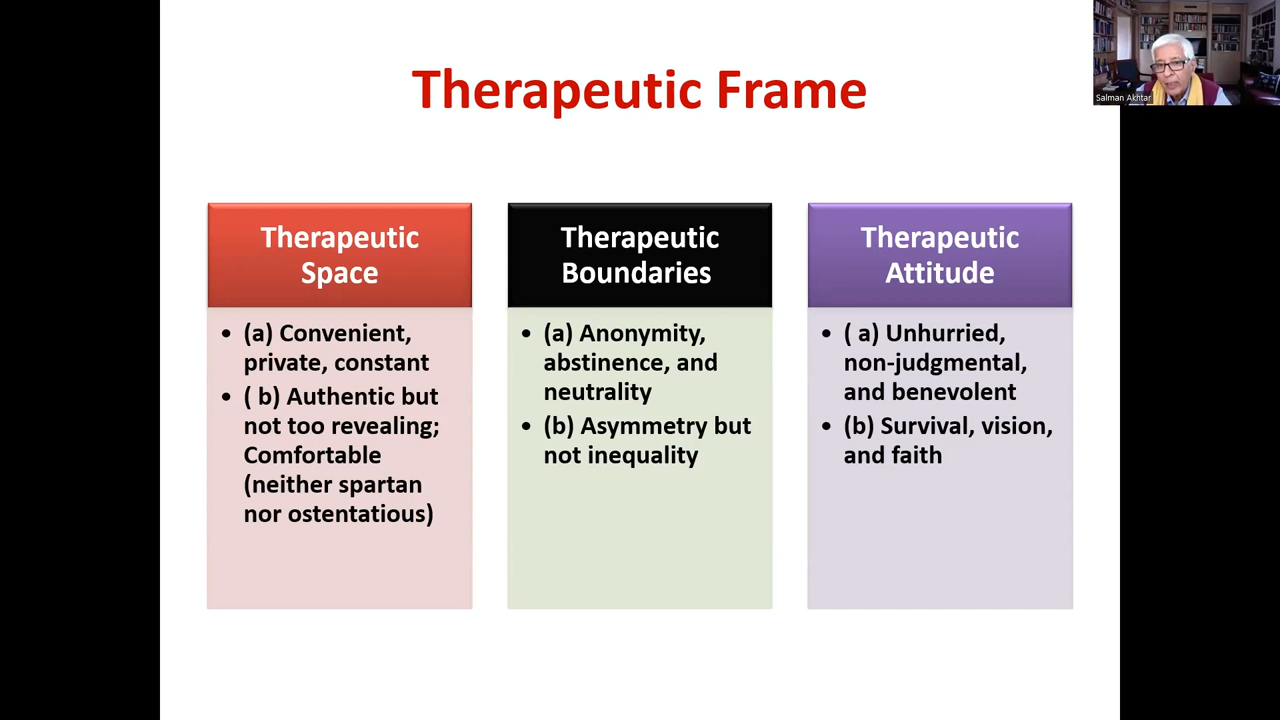 Therapeutic Frame
Salman Akhtar
Therapeutic
Space
• (a) Convenient,
private, constant
• ( b) Authentic but
not too revealing;
Comfortable
(neither spartan
nor ostentatious)
Therapeutic
Boundaries
• (a) Anonymity,
abstinence, and
neutrality
• (b) Asymmetry but
not inequality
Therapeutic
Attitude
• ( a) Unhurried,
non-judgmental,
and benevolent
• (b) Survival, vision,
and faith